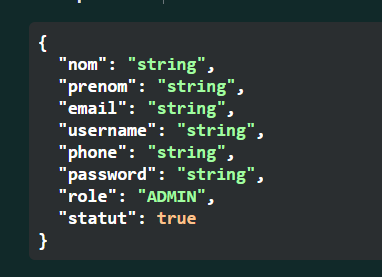 {
"nom": "string",
"prenom": "string",
"email": "string",
"username": "string",
"phone": "string",
"password": "string",
"role": "ADMIN",
"statut": true
}